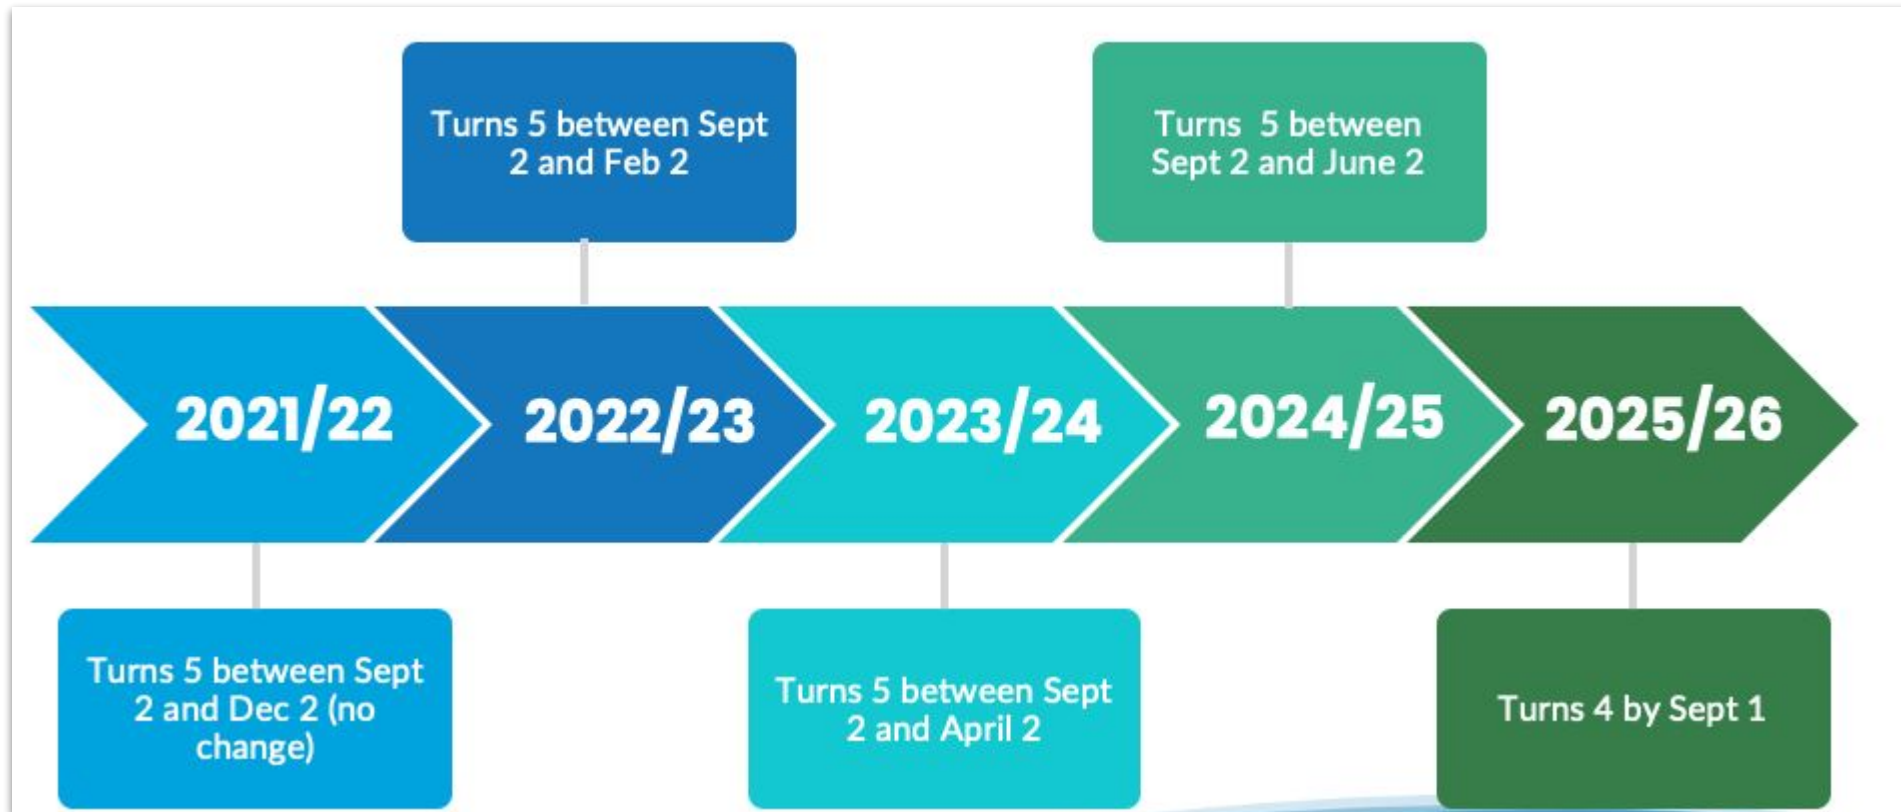 Turns 5 between Sept
2 and Feb 2
Turns  5 between
Sept 2 and June 2
2021/22
2022/23
2023/24
2024/25
2025/26
Turns 5 between Sept
2 and Dec 2 (no
change)
Turns 5 between Sept
2 and April 2
Turns 4 by Sept 1